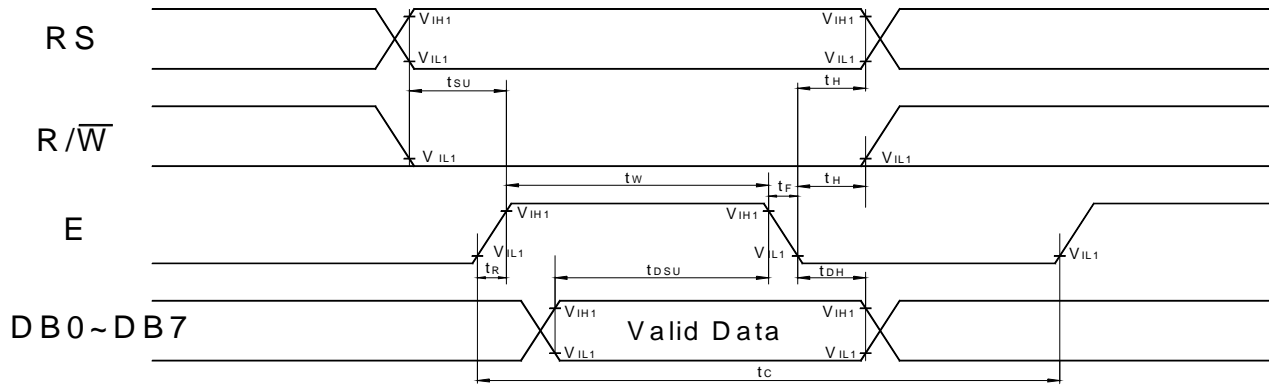 RS
VIH1
VIH1
VIL1
VIL1
tSU
tH
R/W̅
VIL1
VIL1
tW
tF
tH
E
VIH1
VIH1
VIL1
VIL1
VIL1
tR
tDSU
tDH
DB0~DB7
VIH1
Valid Data
VIH1
VIL1
VIL1
tC